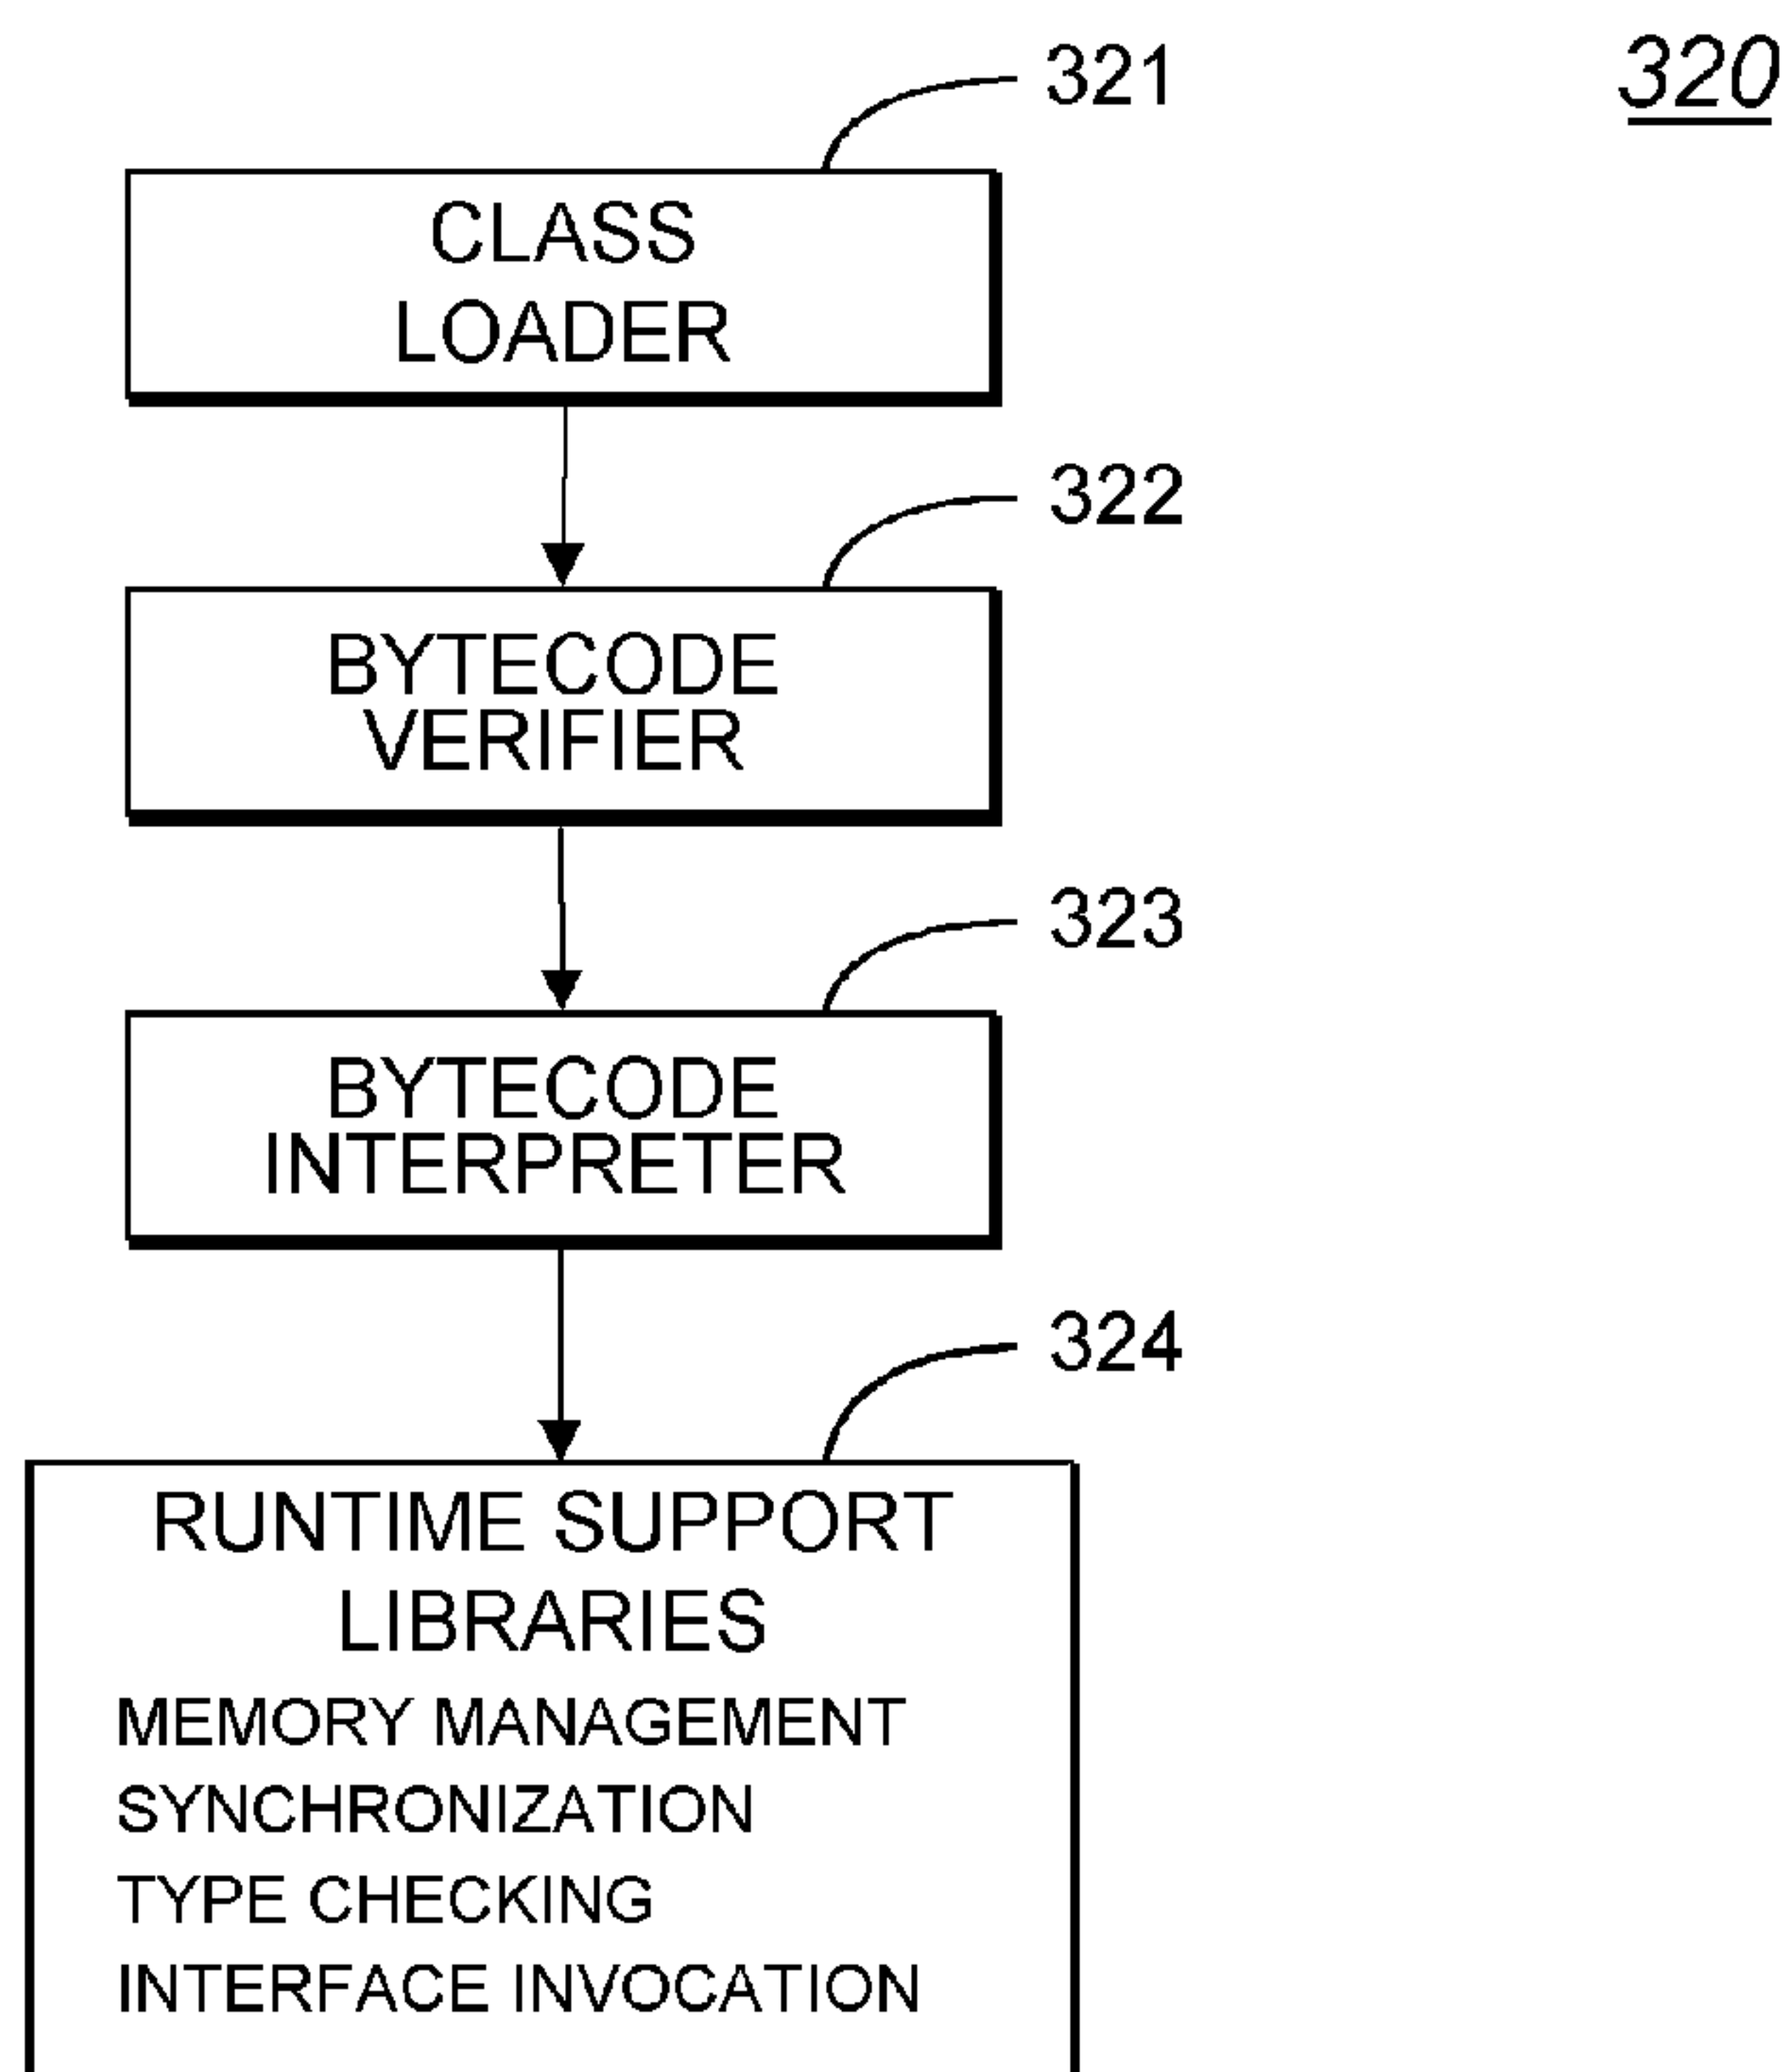 320
321
CLASS
LOADER
322
BYTECODE
VERIFIER
323
BYTECODE
INTERPRETER
324
RUNTIME SUPPORT
LIBRARIES
MEMORY MANAGEMENT
SYNCHRONIZATION
TYPE CHECKING
INTERFACE INVOCATION